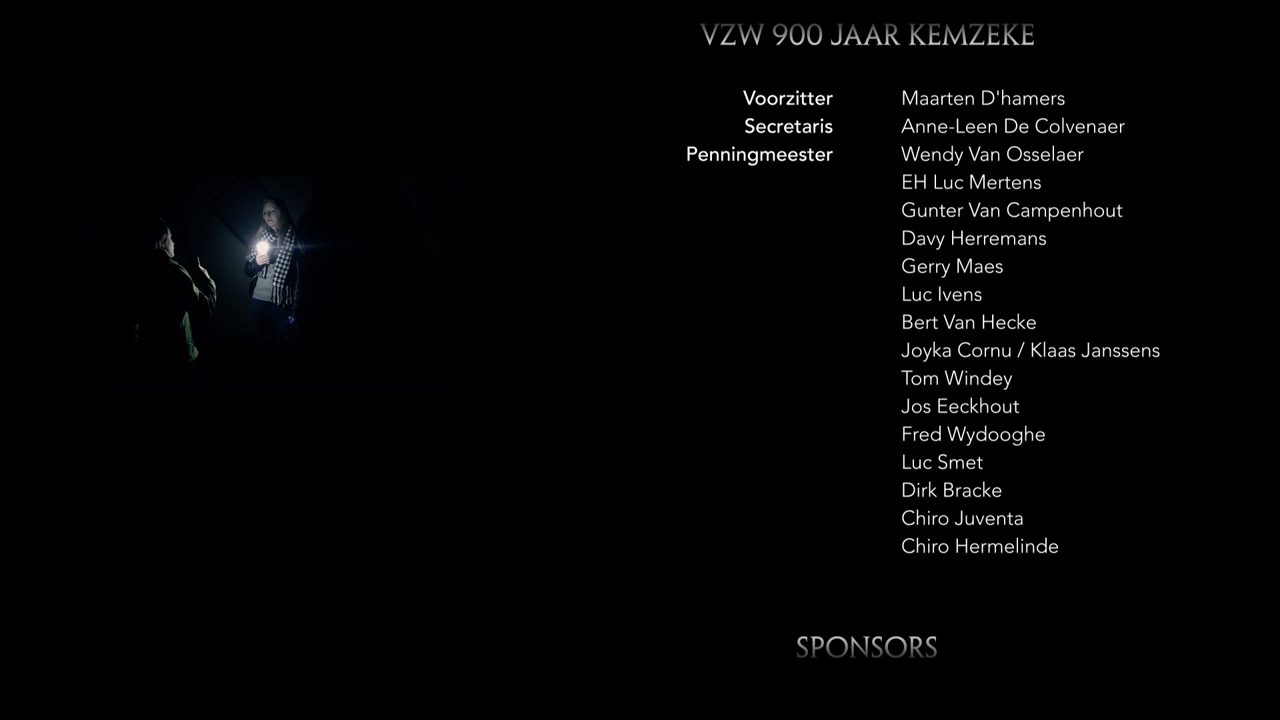 VZW 900 JAAR KEMZEKE
Voorzitter Maarten D'hamers
Secretaris Anne-Leen De Colvenaer
Penningmeester Wendy Van Osselaer
EH Luc Mertens
Gunter Van Campenhout
Davy Herremans
Gerry Maes
Luc Ivens
Bert Van Hecke
Joyka Cornu / Klaas Janssens
Tom Windey
Jos Eeckhout
Fred Wydooghe
Luc Smet
Dirk Bracke
Chiro Juventa
Chiro Hermelinde
SPONSORS